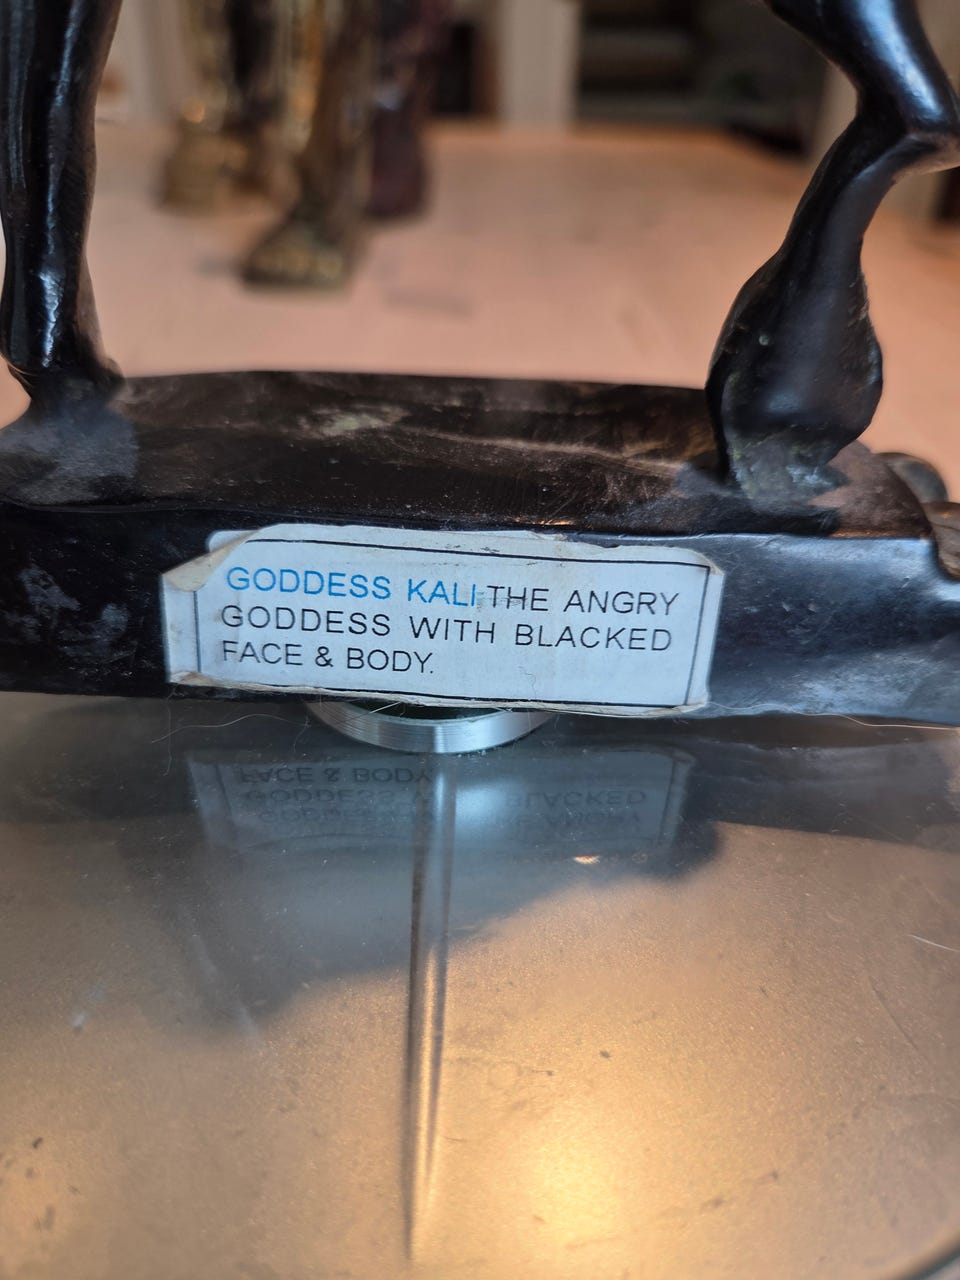 GODDESS KALI-THE ANGRY
GODDESS WITH BLACKED
FACE & BODY.